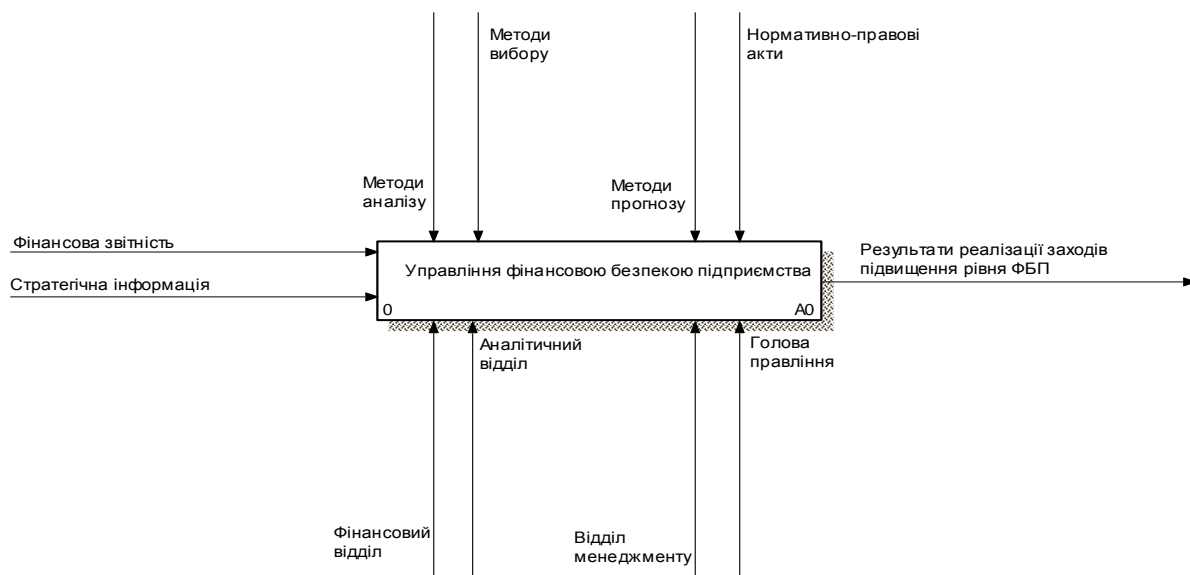 Методи
вибору
Нормативно-правові
акти
Методи
аналізу
Методи
прогнозу
Фінансова звітність
Стратегічна інформація
Управління фінансовою безпекою підприємства
0
A0
Результати реалізації заходів
підвищення рівня ФБП
Аналітичний
відділ
Голова
правління
Фінансовий
відділ
Відділ
менеджменту